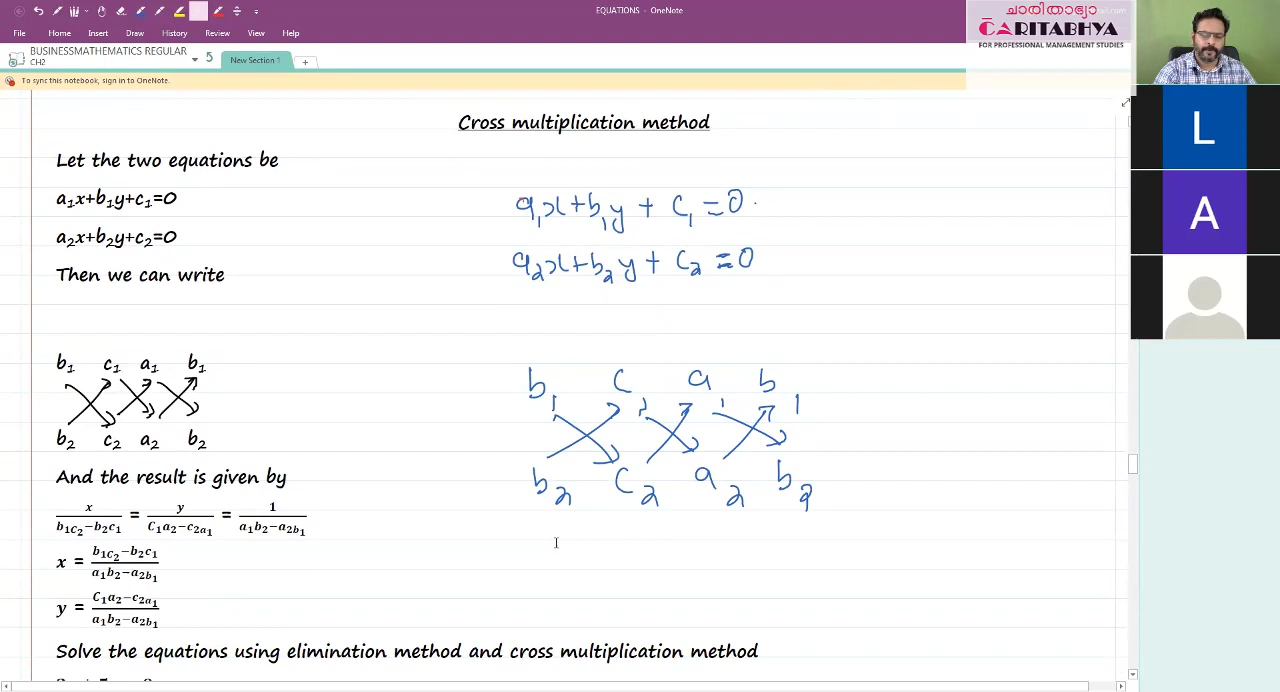 EQUATIONS - OneNote
File Home Insert Draw History Review View Help
ചാരിതാഭ്യാ
CARITABHYA
FOR PROFESSIONAL MANAGEMENT STUDIES
BUSINESSMATHEMATICS REGULAR
CH2
New Section 1
To sync this notebook, sign in to OneNote.
L
A
Cross multiplication method
Let the two equations be
a₁x+b₁y+c₁=0
a₂x+b₂y+c₂=0
Then we can write
a₁x+b₁y + c₁ =0
a₂x+b₂y + c₂ =0
b₁ c₁ a₁ b₁
b₂ c₂ a₂ b₂
b₁ c₁ a₁ b₁
b₂ c₂ a₂ b₂
And the result is given by
x/(b₁c₂−b₂c₁) = y/(C₁a₂−c₂a₁) = 1/(a₁b₂−a₂b₁)
x = (b₁c₂−b₂c₁)/(a₁b₂−a₂b₁)
y = (C₁a₂−c₂a₁)/(a₁b₂−a₂b₁)
Solve the equations using elimination method and cross multiplication method